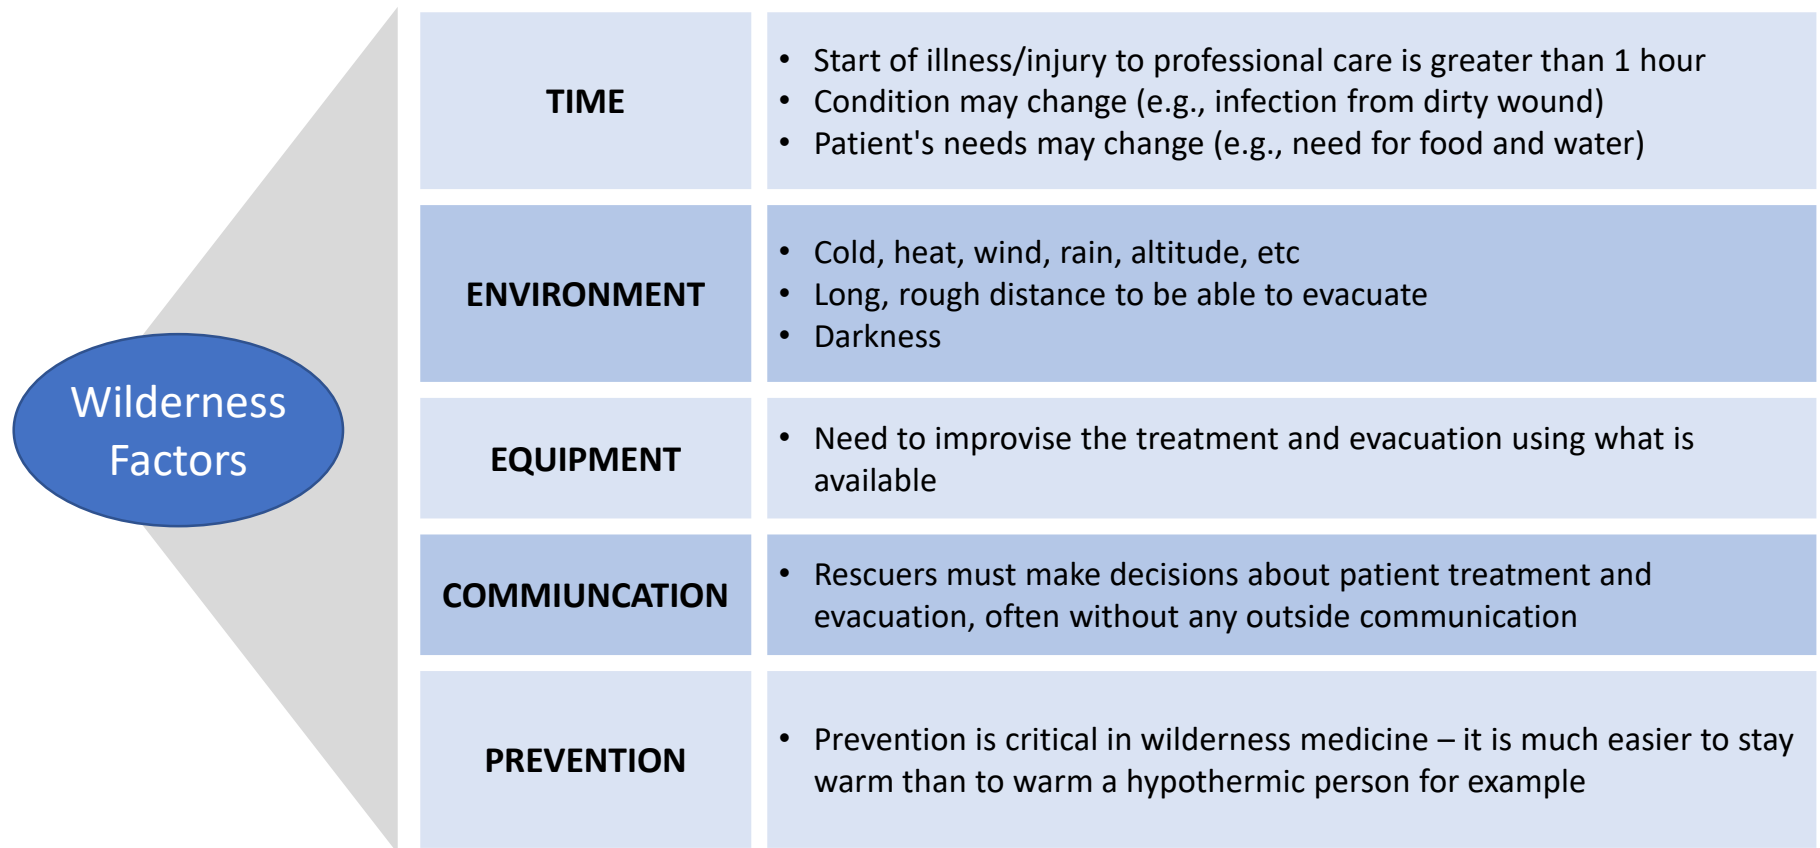 Wilderness
Factors
TIME
• Start of illness/injury to professional care is greater than 1 hour
• Condition may change (e.g., infection from dirty wound)
• Patient's needs may change (e.g., need for food and water)
ENVIRONMENT
• Cold, heat, wind, rain, altitude, etc
• Long, rough distance to be able to evacuate
• Darkness
EQUIPMENT
• Need to improvise the treatment and evacuation using what is
available
COMMIUNCATION
• Rescuers must make decisions about patient treatment and
evacuation, often without any outside communication
PREVENTION
• Prevention is critical in wilderness medicine – it is much easier to stay
warm than to warm a hypothermic person for example